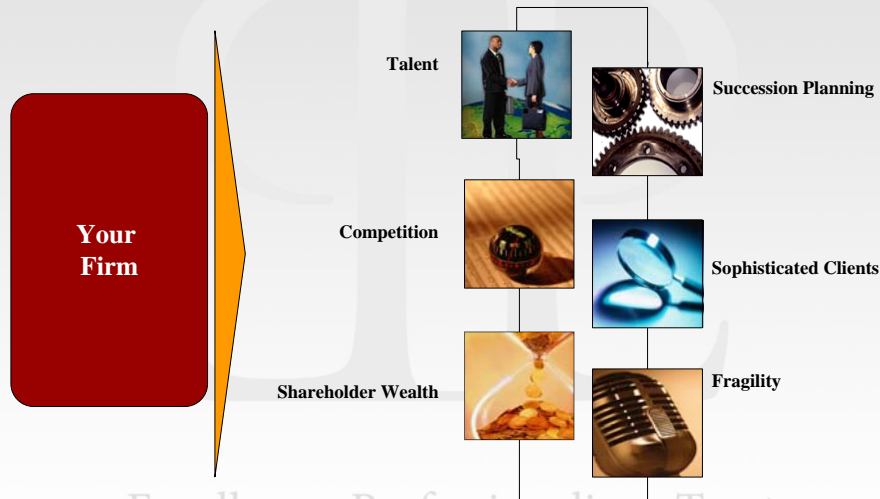 Talent
Succession Planning
Your
Firm
Competition
Sophisticated Clients
Shareholder Wealth
Fragility